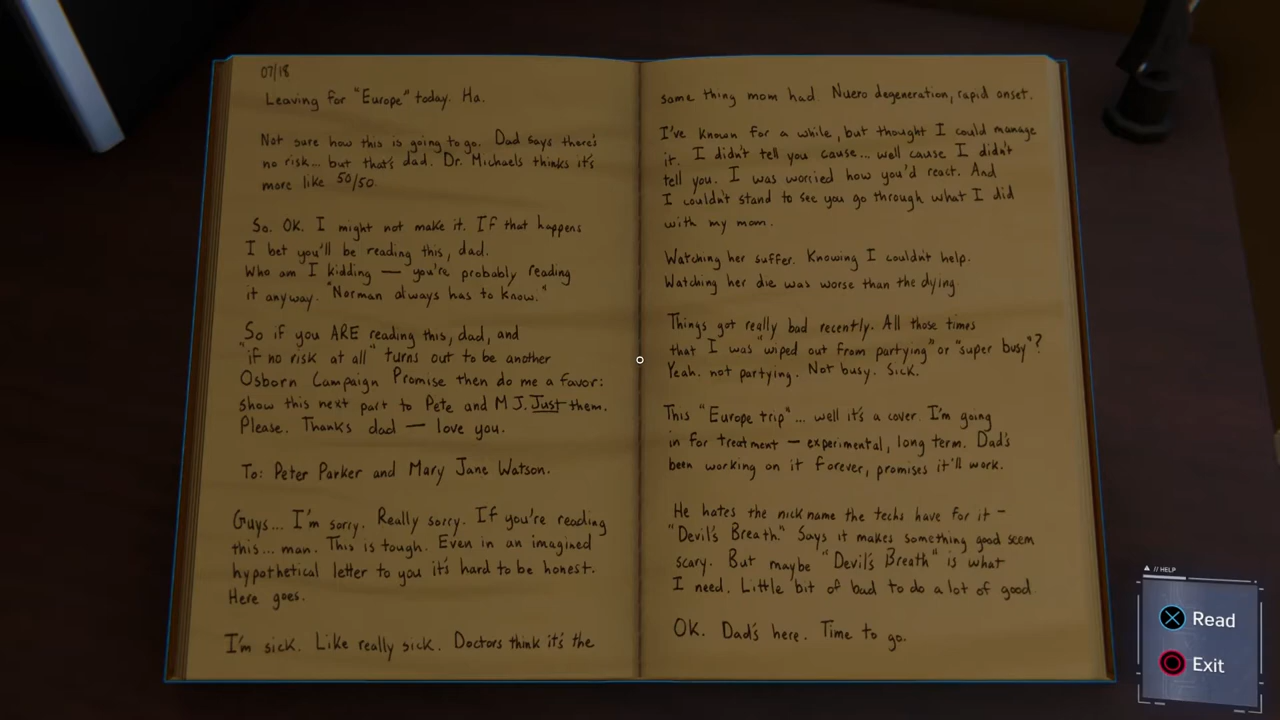 07/18
Leaving for "Europe" today. Ha.
Not sure how this is going to go. Dad says there's
no risk... but that's dad. Dr. Michaels thinks it's
more like 50/50.
So. OK. I might not make it. If that happens
I bet you'll be reading this, dad.
Who am I kidding — you're probably reading
it anyway. "Norman always has to know."
So if you ARE reading this, dad, and
"if no risk at all" turns out to be another
Osborn Campaign Promise then do me a favor:
show this next part to Pete and MJ. Just them.
Please. Thanks dad — love you.
To: Peter Parker and Mary Jane Watson.
Guys... I'm sorry. Really sorry. If you're reading
this... man. This is tough. Even in an imagined
hypothetical letter to you it's hard to be honest.
Here goes.
I'm sick. Like really sick. Doctors think it's the
same thing mom had. Nuero degeneration, rapid onset.
I've known for a while, but thought I could manage
it. I didn't tell you cause... well cause I didn't
tell you. I was worried how you'd react. And
I couldn't stand to see you go through what I did
with my mom.
Watching her suffer. Knowing I couldn't help.
Watching her die was worse than the dying.
Things got really bad recently. All those times
that I was "wiped out from partying" or "super busy"?
Yeah. not partying. Not busy. Sick.
This "Europe trip"... well it's a cover. I'm going
in for treatment — experimental, long term. Dad's
been working on it forever, promises it'll work.
He hates the nickname the techs have for it —
"Devil's Breath." Says it makes something good seem
scary. But maybe "Devil's Breath" is what
I need. Little bit of bad to do a lot of good
OK. Dad's here. Time to go.
// HELP
Read
Exit